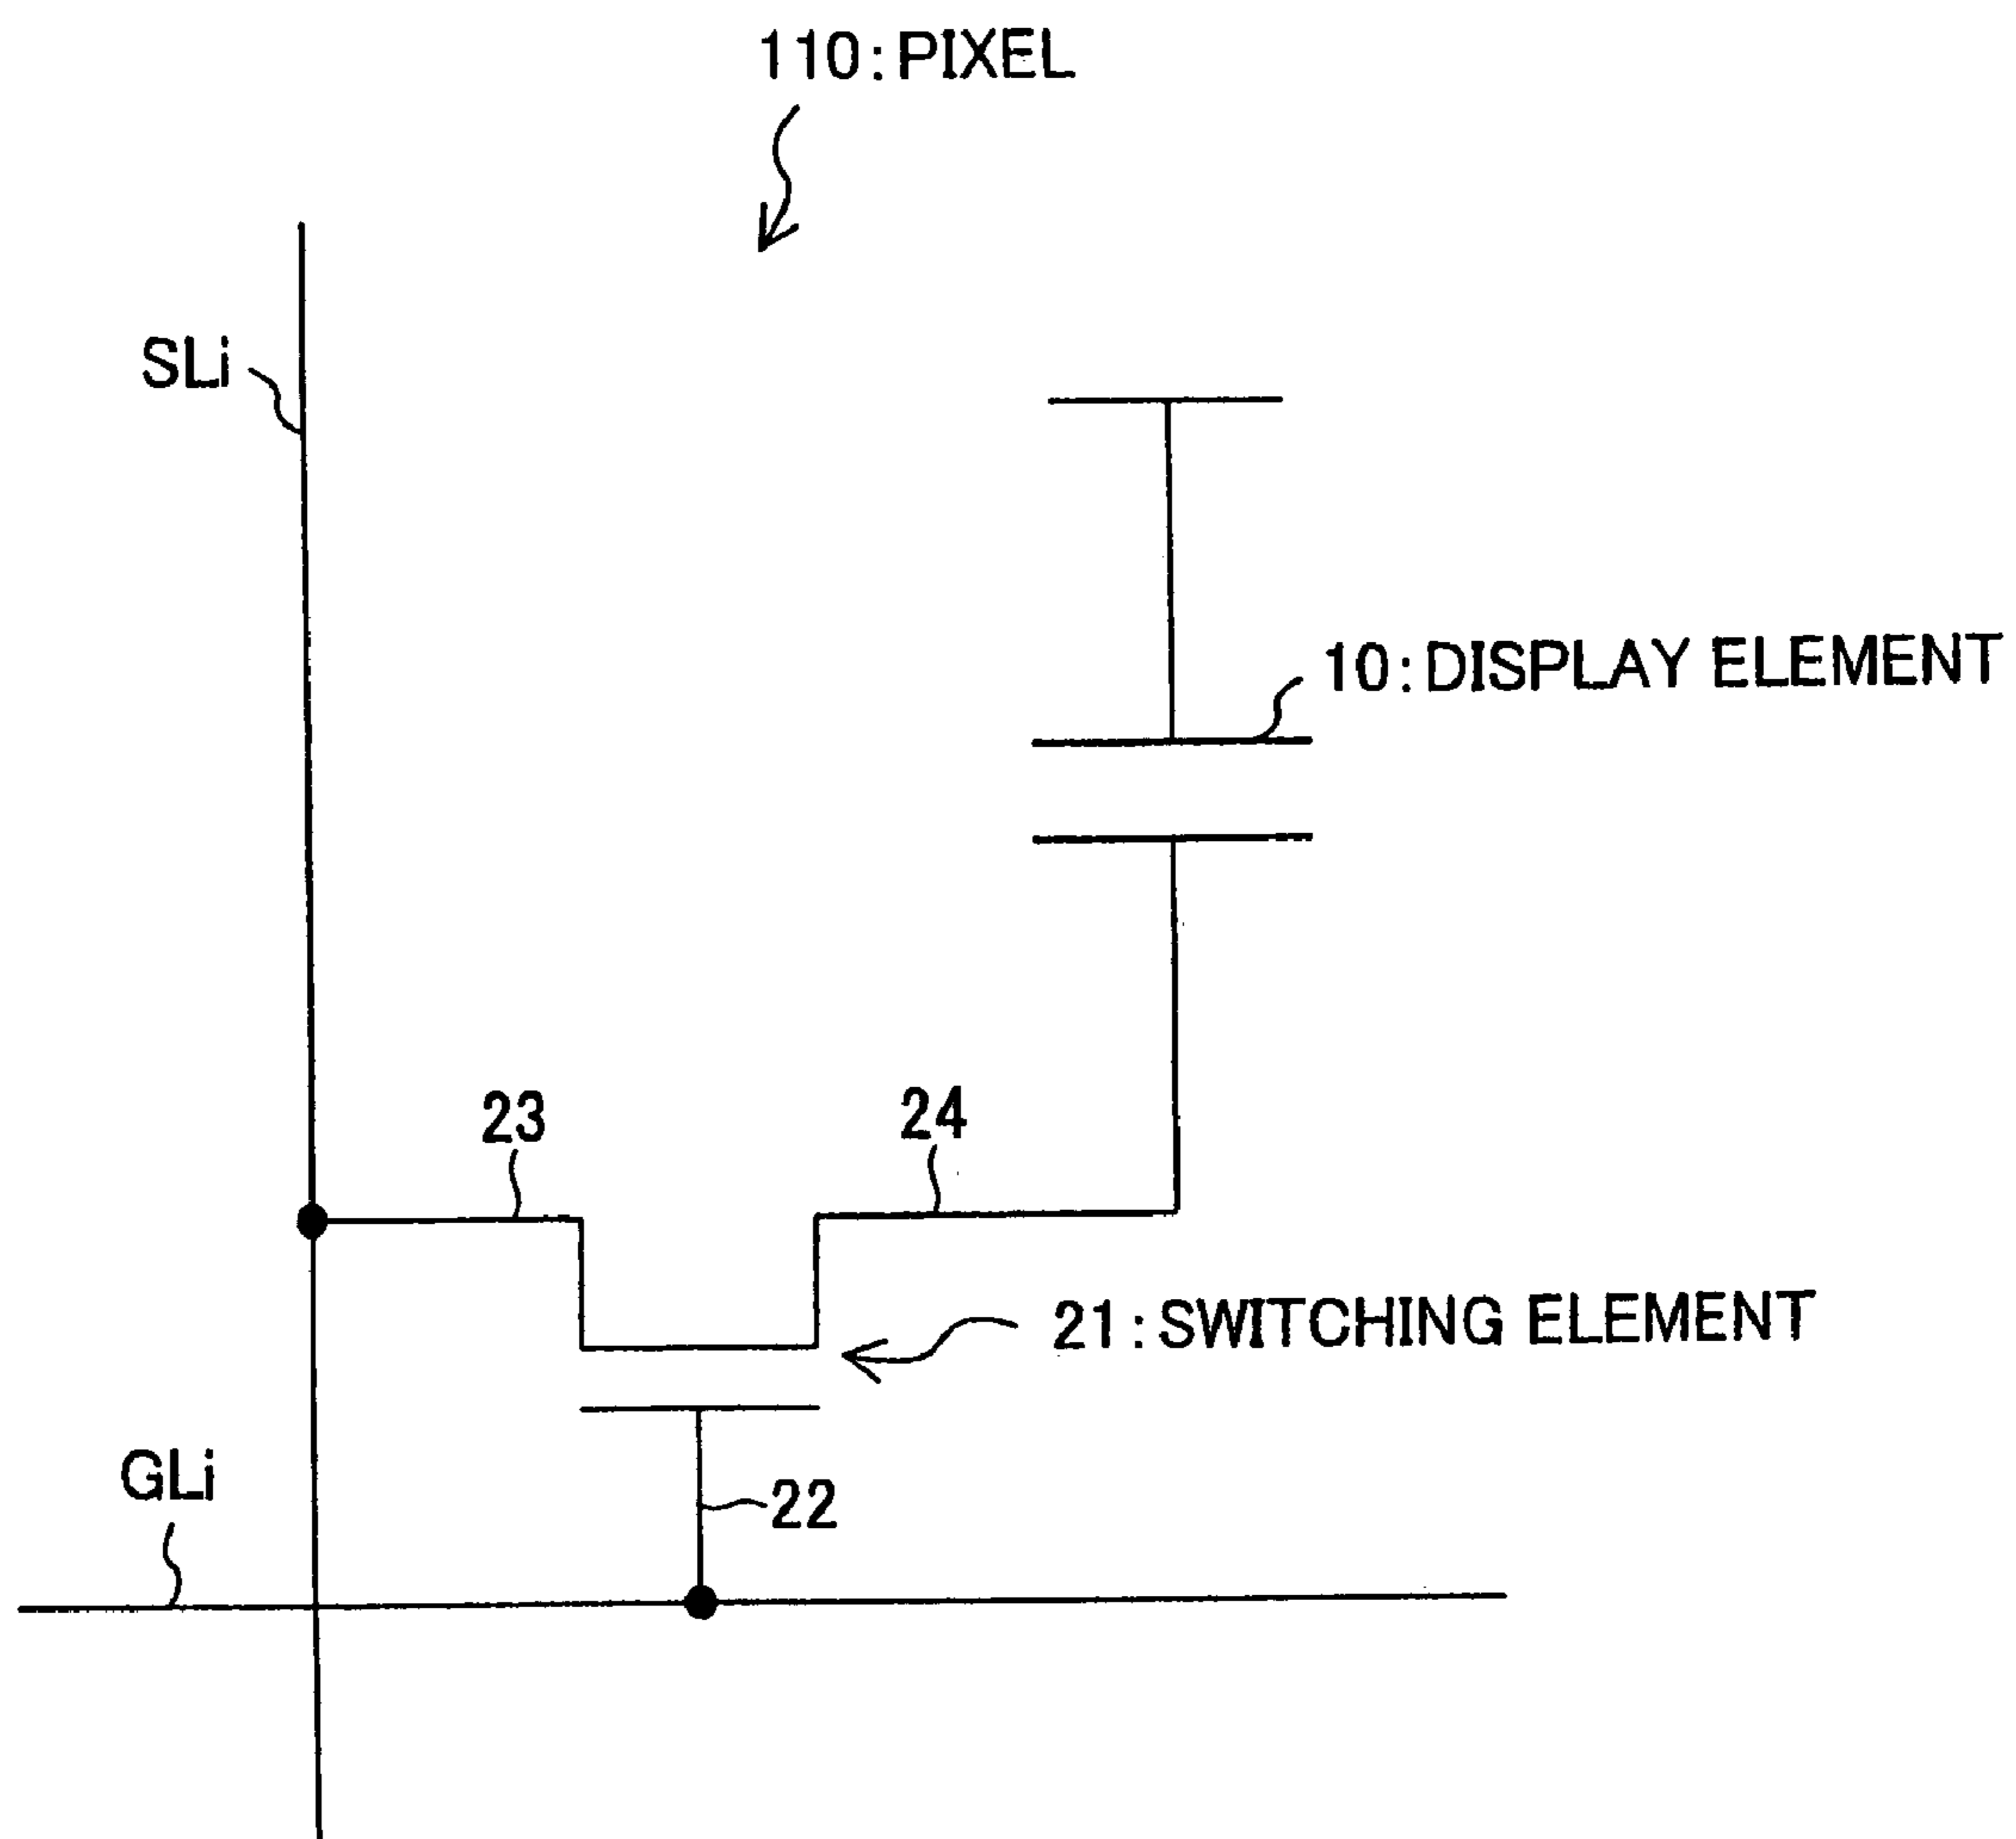 110:PIXEL
SLi
10:DISPLAY ELEMENT
23
24
21:SWITCHING ELEMENT
GLi
22